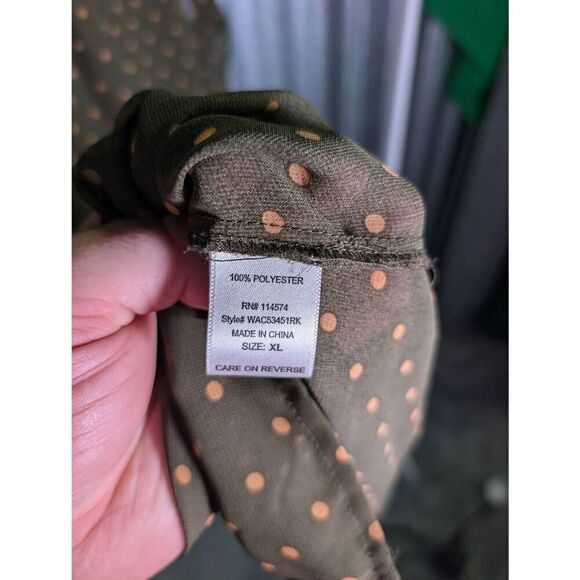 100% POLYESTER
RN# 114574
Style# WAC53451RK
MADE IN CHINA
SIZE: XL
CARE ON REVERSE